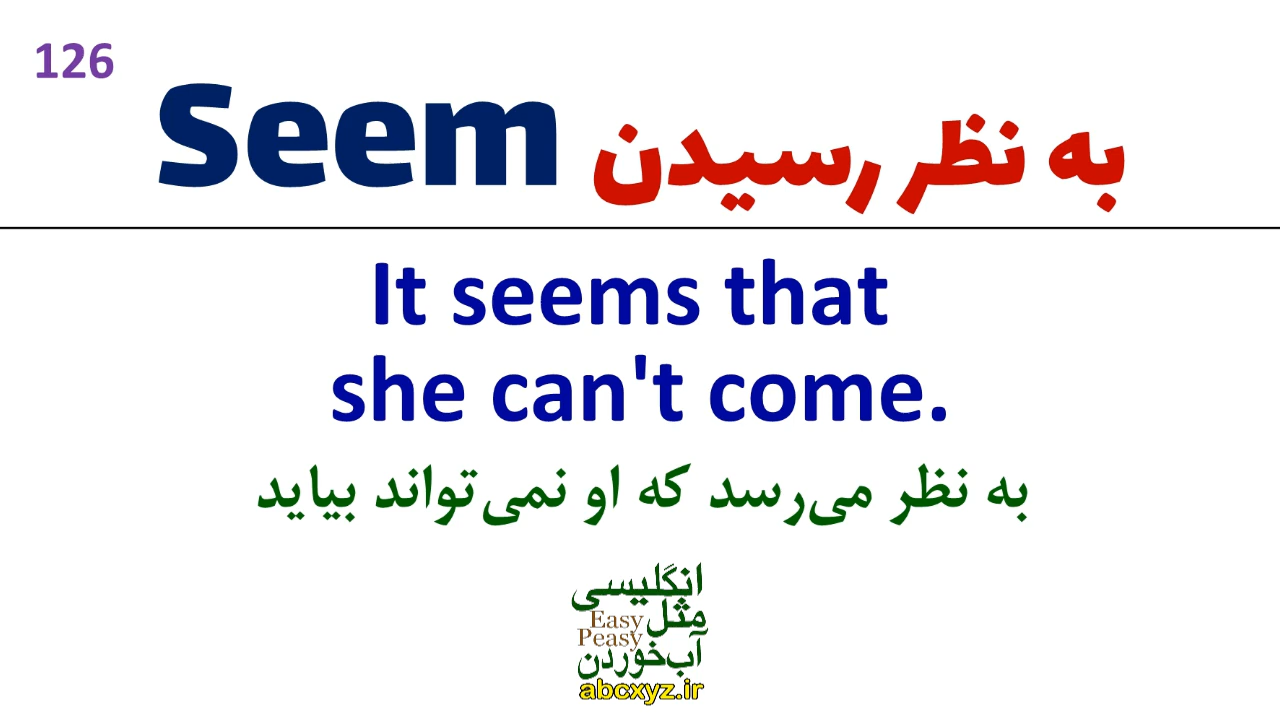 126
Seem به نظر رسیدن
It seems that
she can't come.
به نظر می‌رسد که او نمی‌تواند بیاید
انگلیسی
مثل
Easy
Peasy
آب‌خوردن
abcxyz.ir